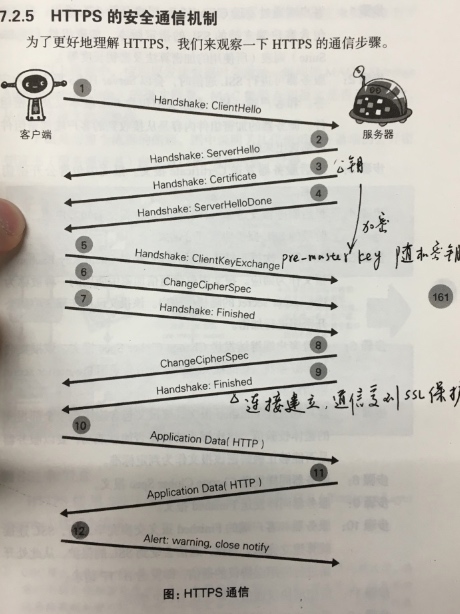 7.2.5 HTTPS 的安全通信机制
为了更好地理解 HTTPS，我们来观察一下 HTTPS 的通信步骤。
1
Handshake: ClientHello
客户端
服务器
2
Handshake: ServerHello
3
公钥
Handshake: Certificate
4
Handshake: ServerHelloDone
加密
5
Handshake: ClientKeyExchange
pre-master key 随机密钥
6
ChangeCipherSpec
7
Handshake: Finished
161
8
ChangeCipherSpec
9
Handshake: Finished
连接建立，通信受到 SSL 保护
10
Application Data( HTTP )
11
Application Data( HTTP )
12
Alert: warning, close notify
图：HTTPS 通信